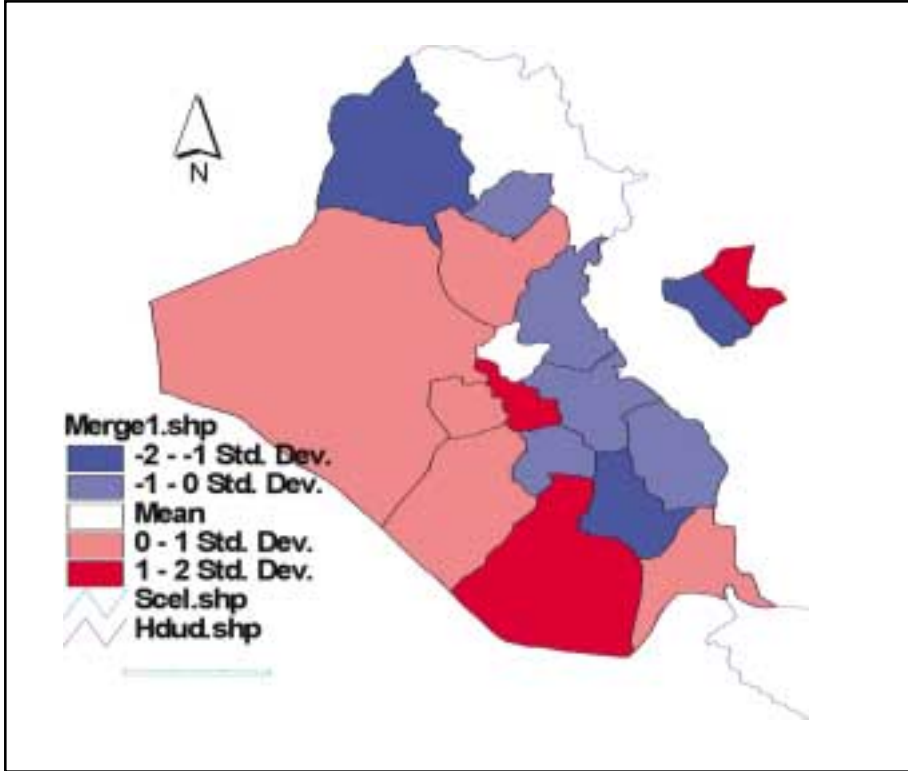 N
Merge1.shp
-2 - -1 Std. Dev.
-1 - 0 Std. Dev.
Mean
0 - 1 Std. Dev.
1 - 2 Std. Dev.
Scel.shp
Hdud.shp